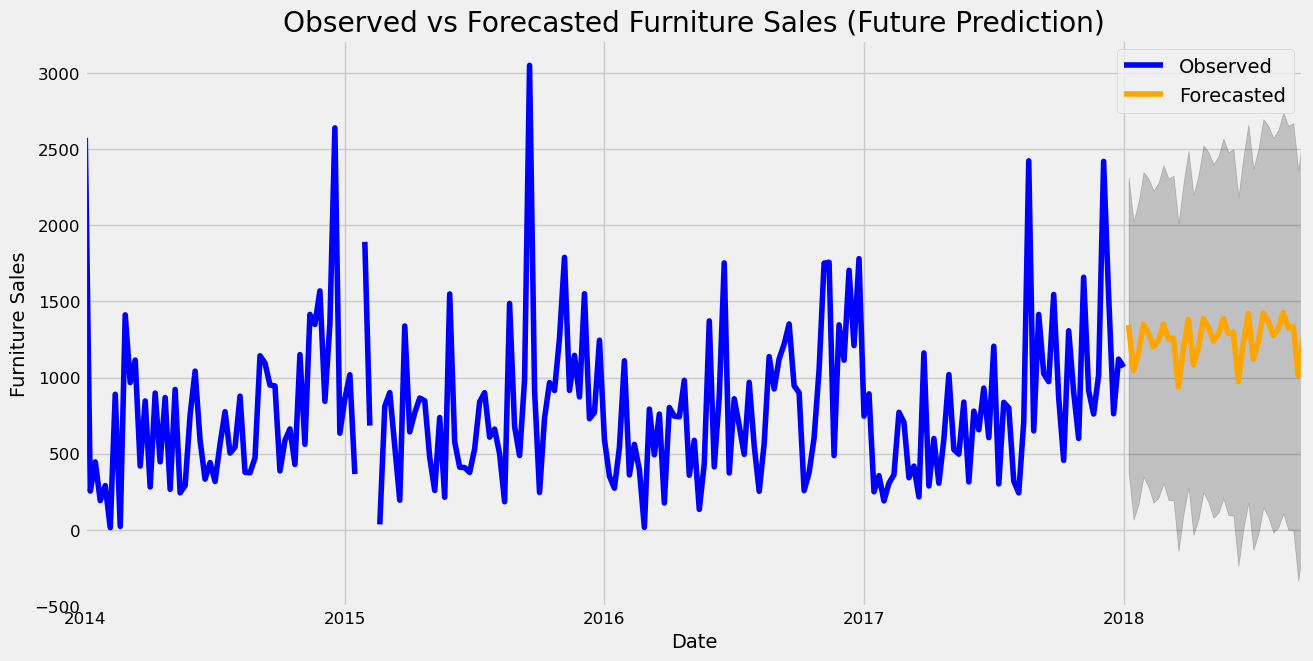 Observed vs Forecasted Furniture Sales (Future Prediction)
Observed
Forecasted
Furniture Sales
3000
2500
2000
1500
1000
500
0
−500
2014 2015 2016 2017 2018
Date